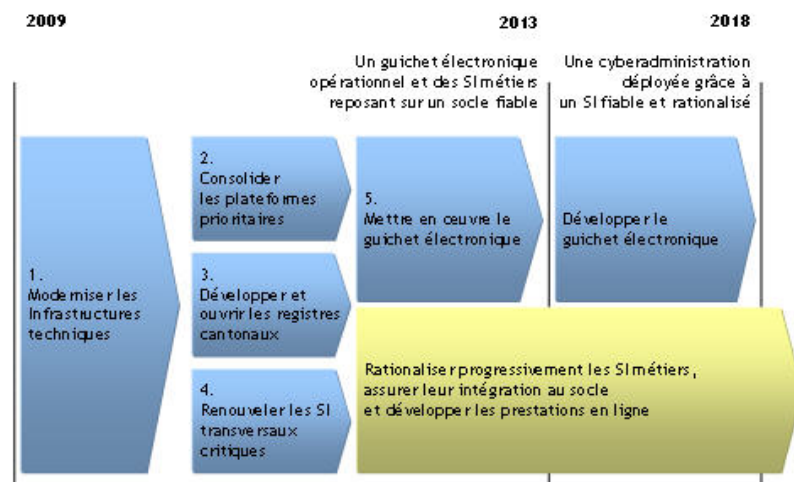 2009
2013
2018
Un guichet électronique
opérationnel et des SI métiers
reposant sur un socle fiable
Une cyberadministration
déployée grâce à
un SI fiable et rationalisé
1.
Moderniser les
Infrastructures
techniques
2.
Consolider
les plateformes
prioritaires
3.
Développer et
ouvrir les registres
cantonaux
4.
Renouveler les SI
transversaux
critiques
5.
Mettre en œuvre le
guichet électronique
Développer le
guichet électronique
Rationaliser progressivement les SI métiers,
assurer leur intégration au socle
et développer les prestations en ligne